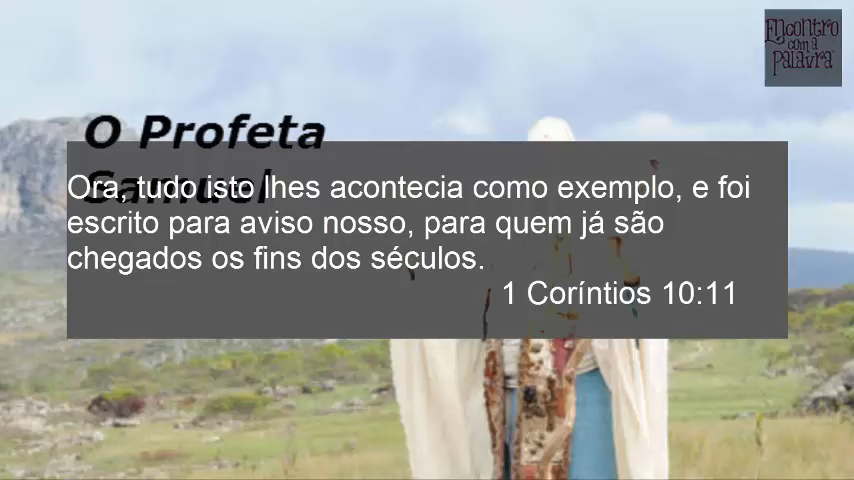 Encontro
com a
Palavra
O Profeta
Samuel
Ora, tudo isto lhes acontecia como exemplo, e foi
escrito para aviso nosso, para quem já são
chegados os fins dos séculos.
1 Coríntios 10:11